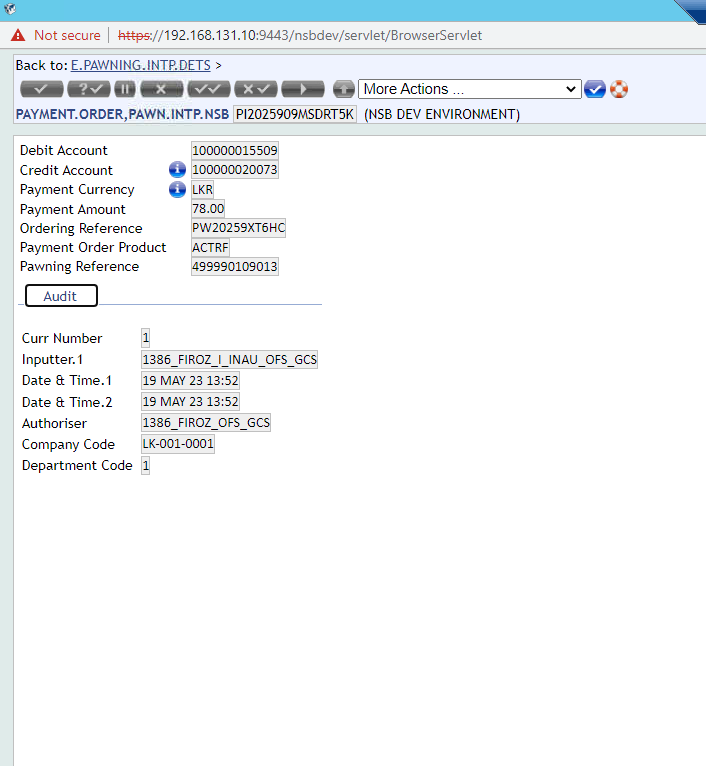 Not secure | https://192.168.131.10:9443/nsbdev/servlet/BrowserServlet
Back to: E.PAWNING.INTP.DETS >
More Actions ...
PAYMENT.ORDER,PAWN.INTP.NSB PI2025909MSDRT5K (NSB DEV ENVIRONMENT)
Debit Account 100000015509
Credit Account 100000020073
Payment Currency LKR
Payment Amount 78.00
Ordering Reference PW20259XT6HC
Payment Order Product ACTRF
Pawning Reference 499990109013
Audit
Curr Number 1
Inputter.1 1386_FIROZ_I_INAU_OFS_GCS
Date & Time.1 19 MAY 23 13:52
Date & Time.2 19 MAY 23 13:52
Authoriser 1386_FIROZ_OFS_GCS
Company Code LK-001-0001
Department Code 1